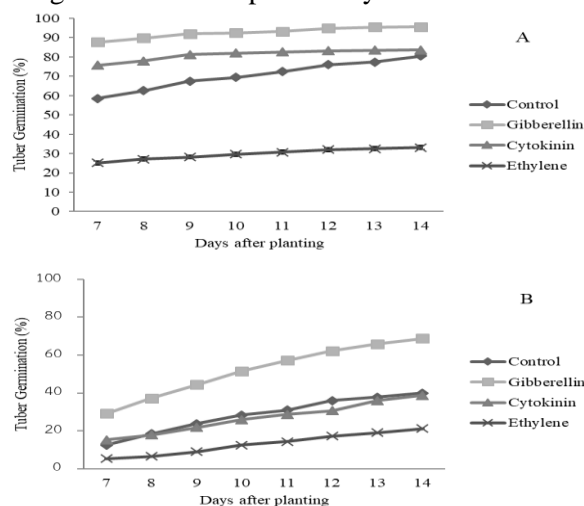 A
100
90
80
70
60
50
40
30
20
10
0
Tuber Germination (%)
7 8 9 10 11 12 13 14
Days after planting
Control
Gibberellin
Cytokinin
Ethylene
B
100
80
60
40
20
0
Tuber Germination (%)
7 8 9 10 11 12 13 14
Days after planting
Control
Gibberellin
Cytokinin
Ethylene